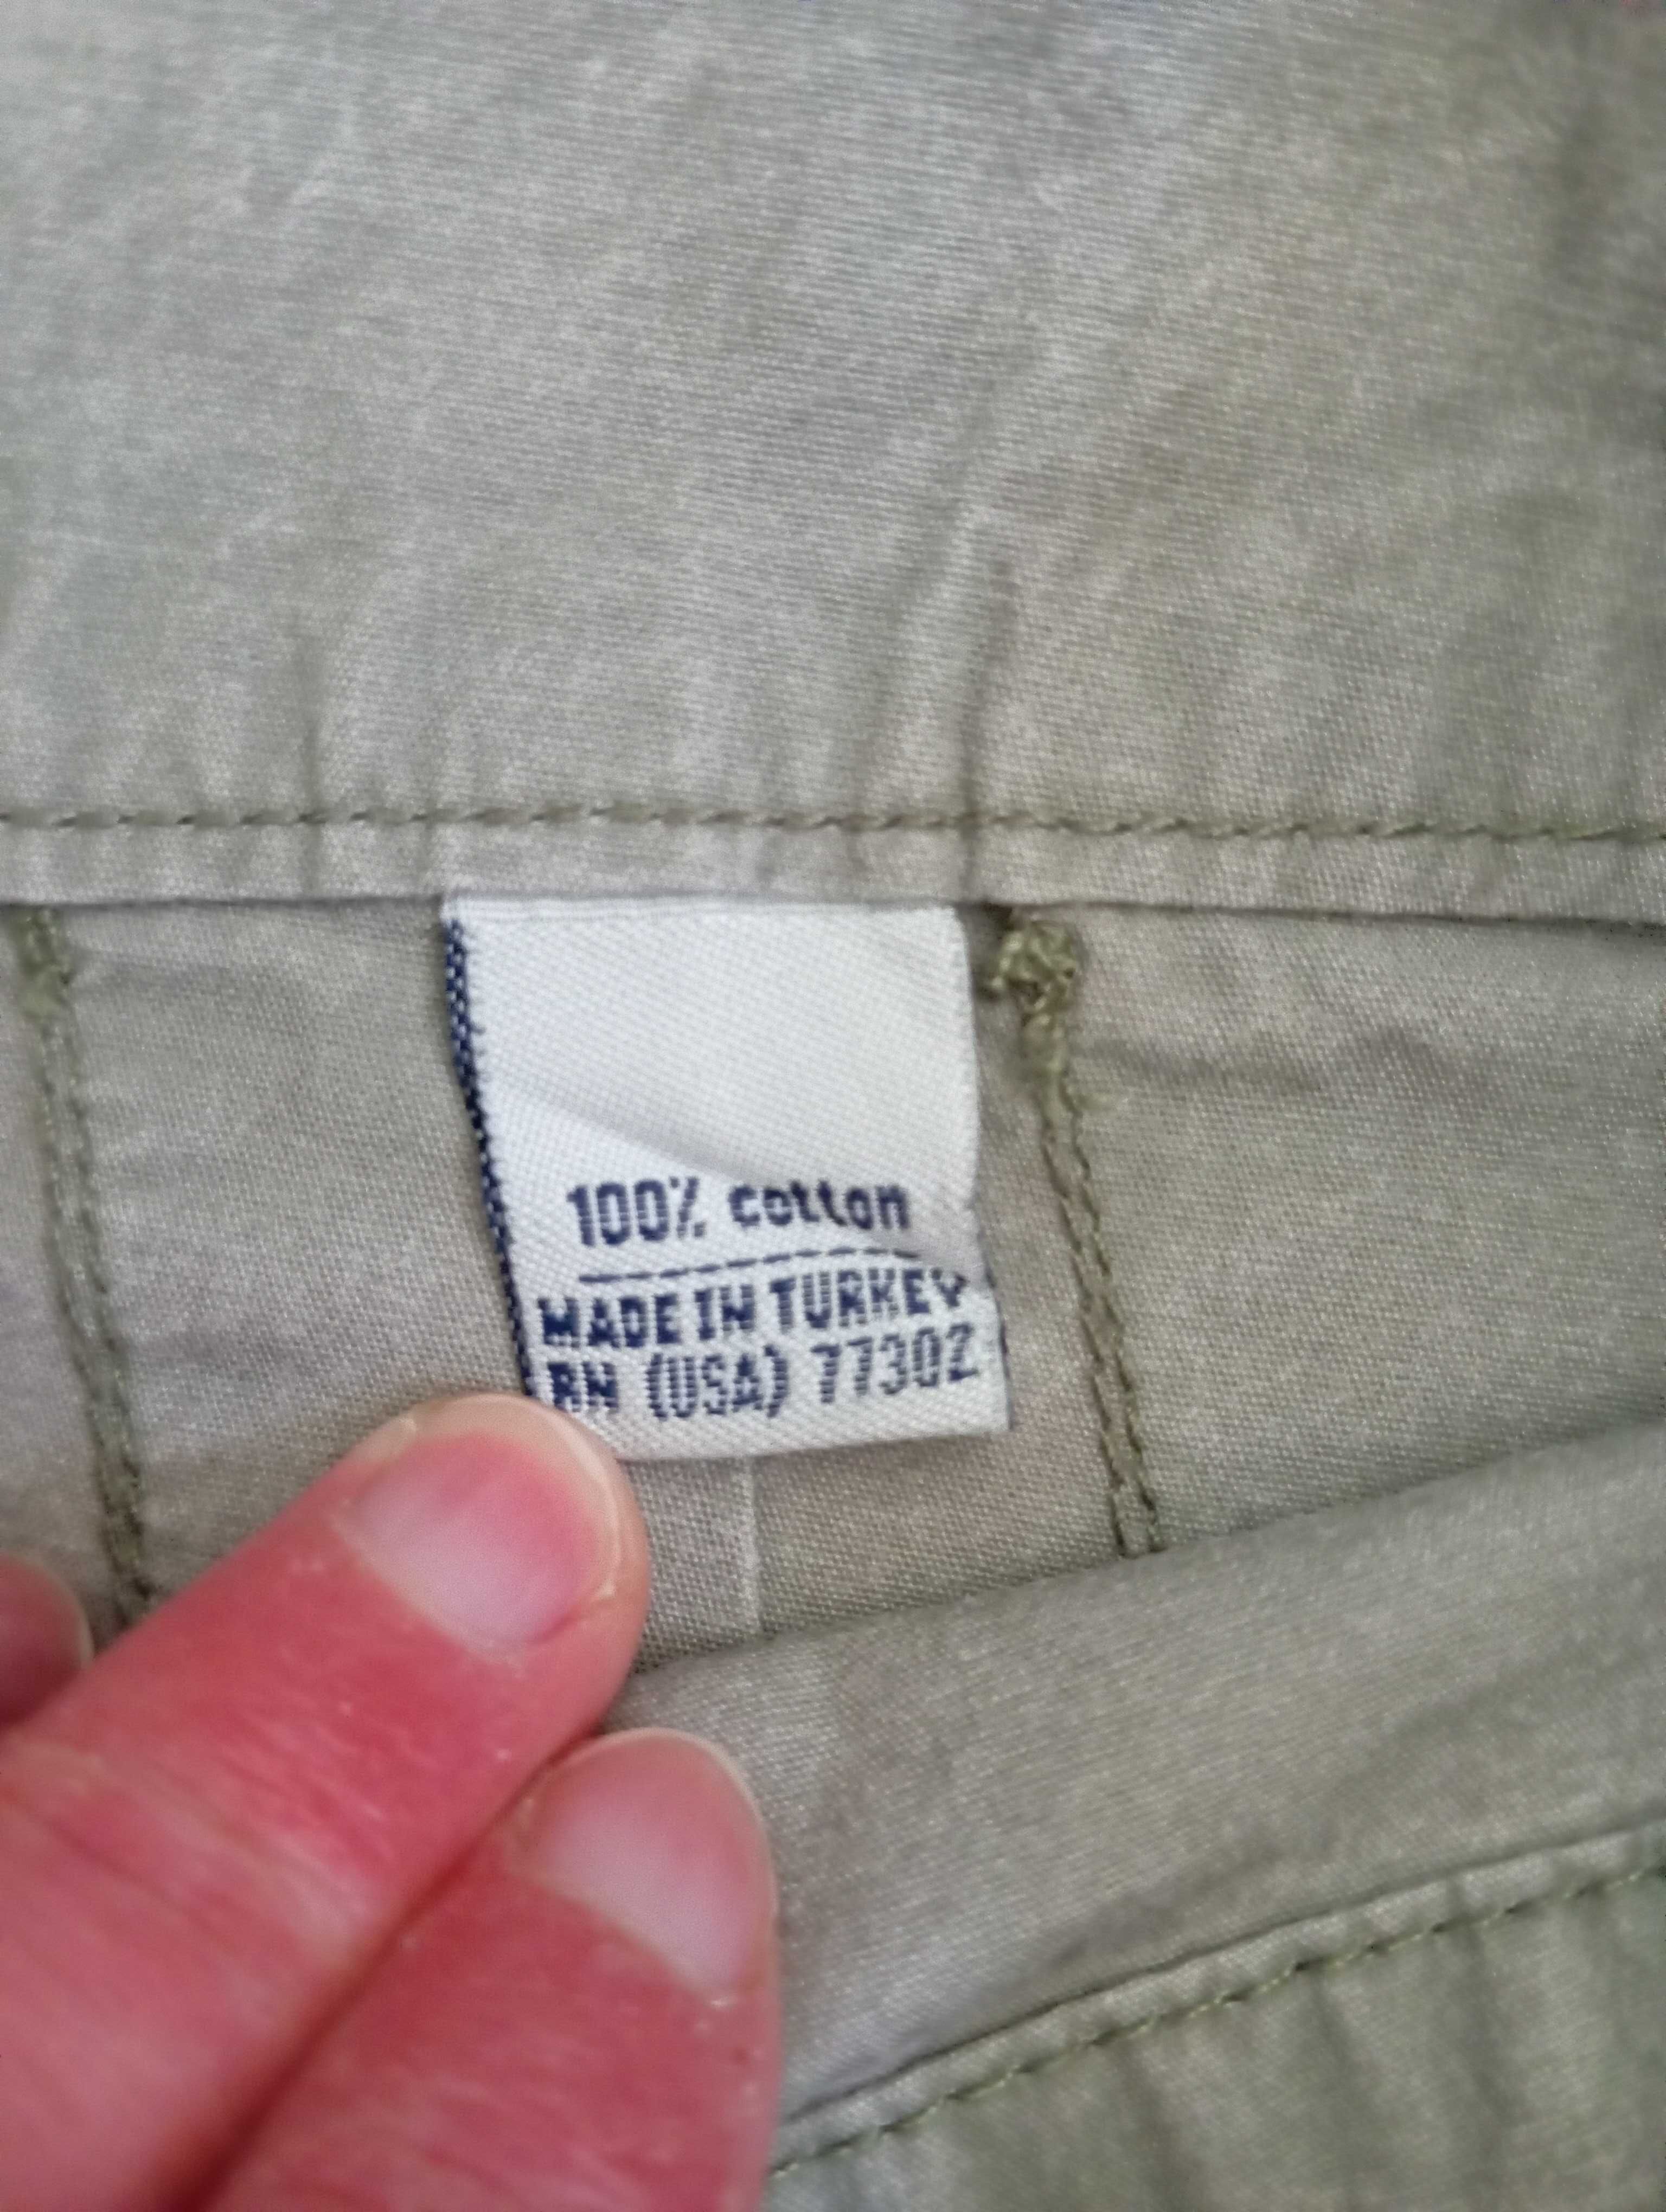 100% cotton
MADE IN TURKEY
RN (USA) 77302